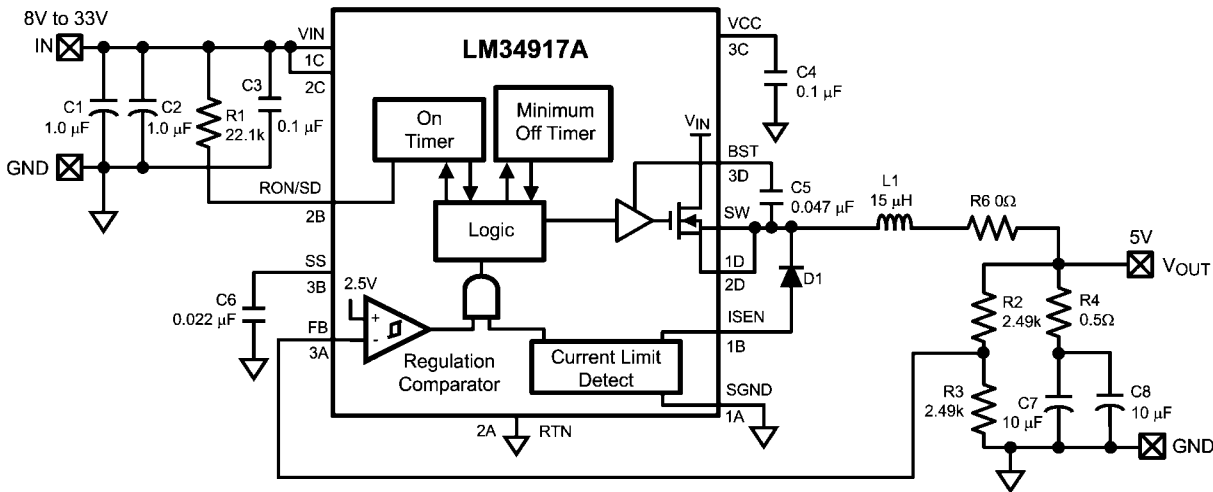 8V to 33V
IN
GND
C1
1.0 µF
C2
1.0 µF
R1
22.1k
C3
0.1 µF
VIN
1C
2C
RON/SD
2B
SS
3B
C6
0.022 µF
FB
3A
LM34917A
On
Timer
Minimum
Off Timer
Logic
2.5V
+
-
Regulation
Comparator
Current Limit
Detect
VIN
2A
RTN
VCC
3C
C4
0.1 µF
BST
3D
C5
0.047 µF
SW
1D
2D
D1
ISEN
1B
SGND
1A
L1
15 µH
R6 0Ω
5V
VOUT
R2
2.49k
R4
0.5Ω
R3
2.49k
C7
10 µF
C8
10 µF
GND